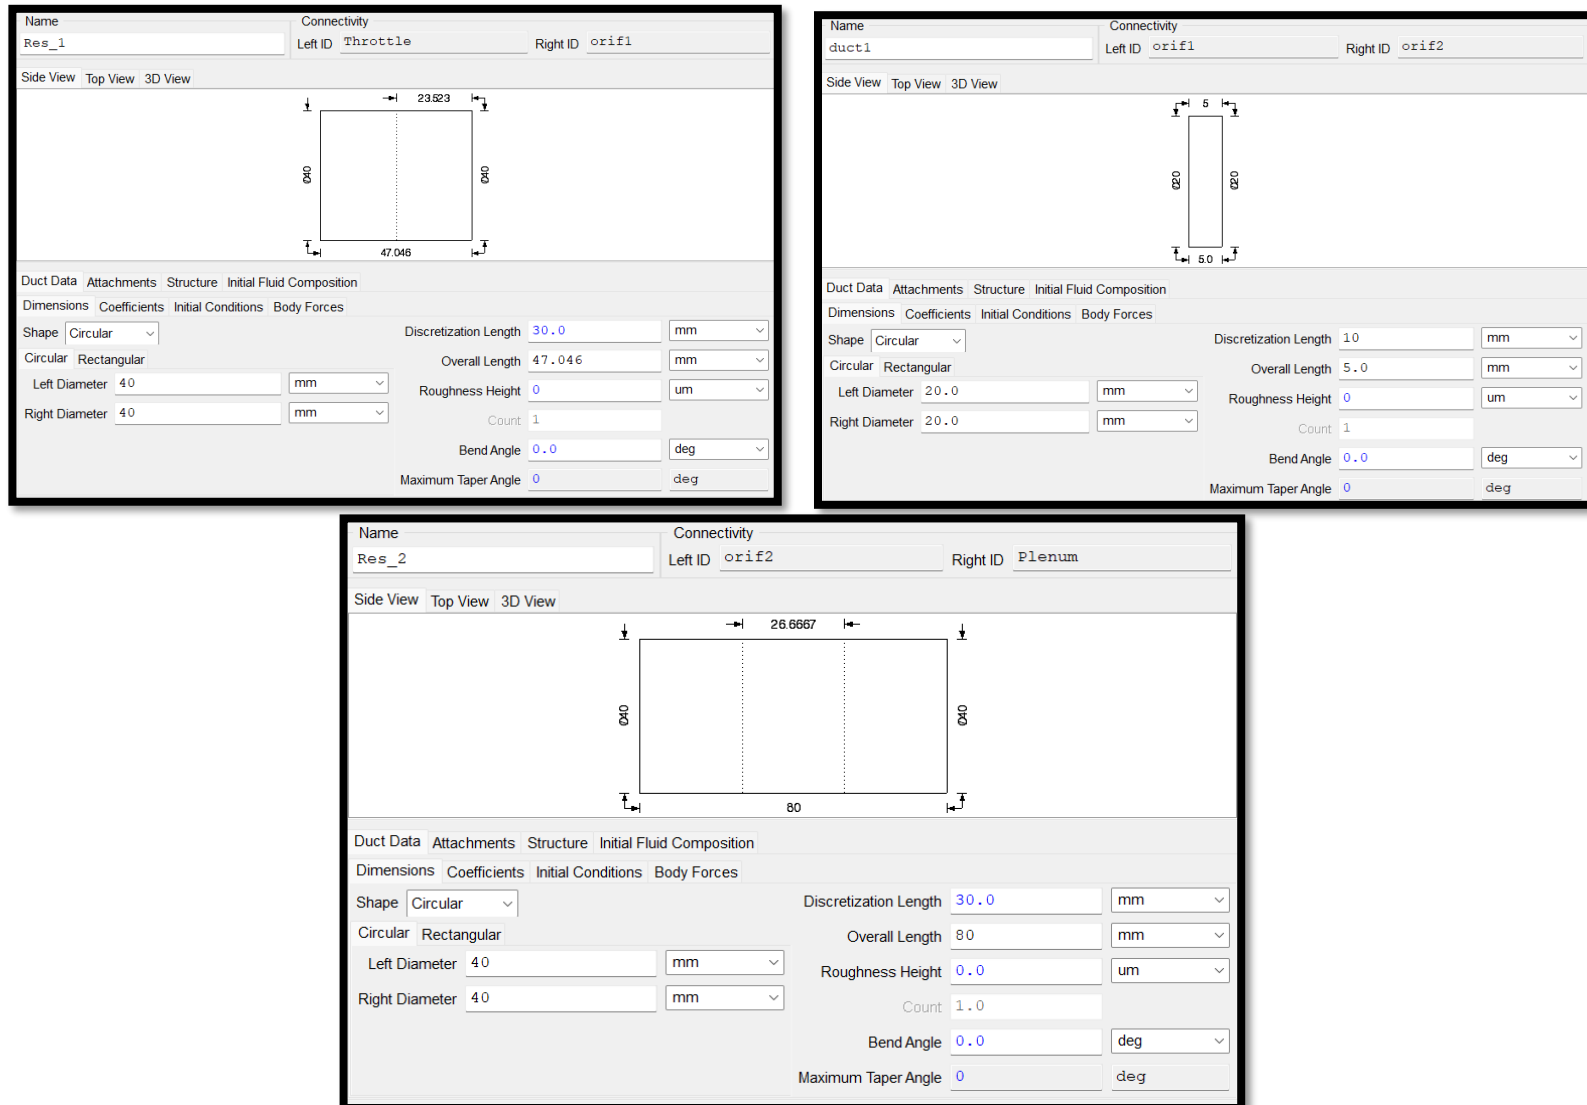 Name
Connectivity
Res_1
Left ID Throttle
Right ID orif1
Side View Top View 3D View
23.523
∅40
∅40
47.046
Duct Data Attachments Structure Initial Fluid Composition
Dimensions Coefficients Initial Conditions Body Forces
Shape Circular
Discretization Length 30.0 mm
Circular Rectangular
Overall Length 47.046 mm
Left Diameter 40 mm
Roughness Height 0 um
Right Diameter 40 mm
Count 1
Bend Angle 0.0 deg
Maximum Taper Angle 0 deg
Name
Connectivity
duct1
Left ID orif1
Right ID orif2
Side View Top View 3D View
5
∅20
∅20
5.0
Duct Data Attachments Structure Initial Fluid Composition
Dimensions Coefficients Initial Conditions Body Forces
Shape Circular
Discretization Length 10 mm
Circular Rectangular
Overall Length 5.0 mm
Left Diameter 20.0 mm
Roughness Height 0 um
Right Diameter 20.0 mm
Count 1
Bend Angle 0.0 deg
Maximum Taper Angle 0 deg
Name
Connectivity
Res_2
Left ID orif2
Right ID Plenum
Side View Top View 3D View
26.6667
∅40
∅40
80
Duct Data Attachments Structure Initial Fluid Composition
Dimensions Coefficients Initial Conditions Body Forces
Shape Circular
Discretization Length 30.0 mm
Circular Rectangular
Overall Length 80 mm
Left Diameter 40 mm
Roughness Height 0.0 um
Right Diameter 40 mm
Count 1.0
Bend Angle 0.0 deg
Maximum Taper Angle 0 deg